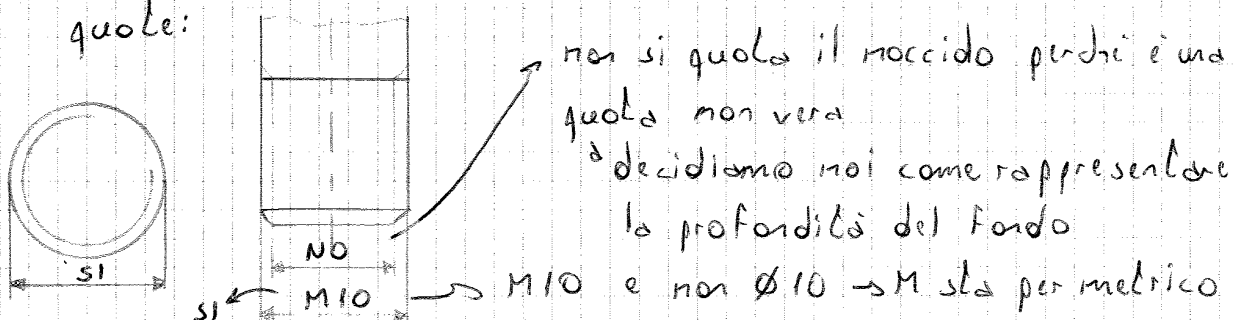 quote:
non si quota il nocciolo perché è una
quota non vera
decidiamo noi come rappresentare
la profondità del fondo
NO
SI
SI
M10
M10 e non Ø10 → M sta per metrico